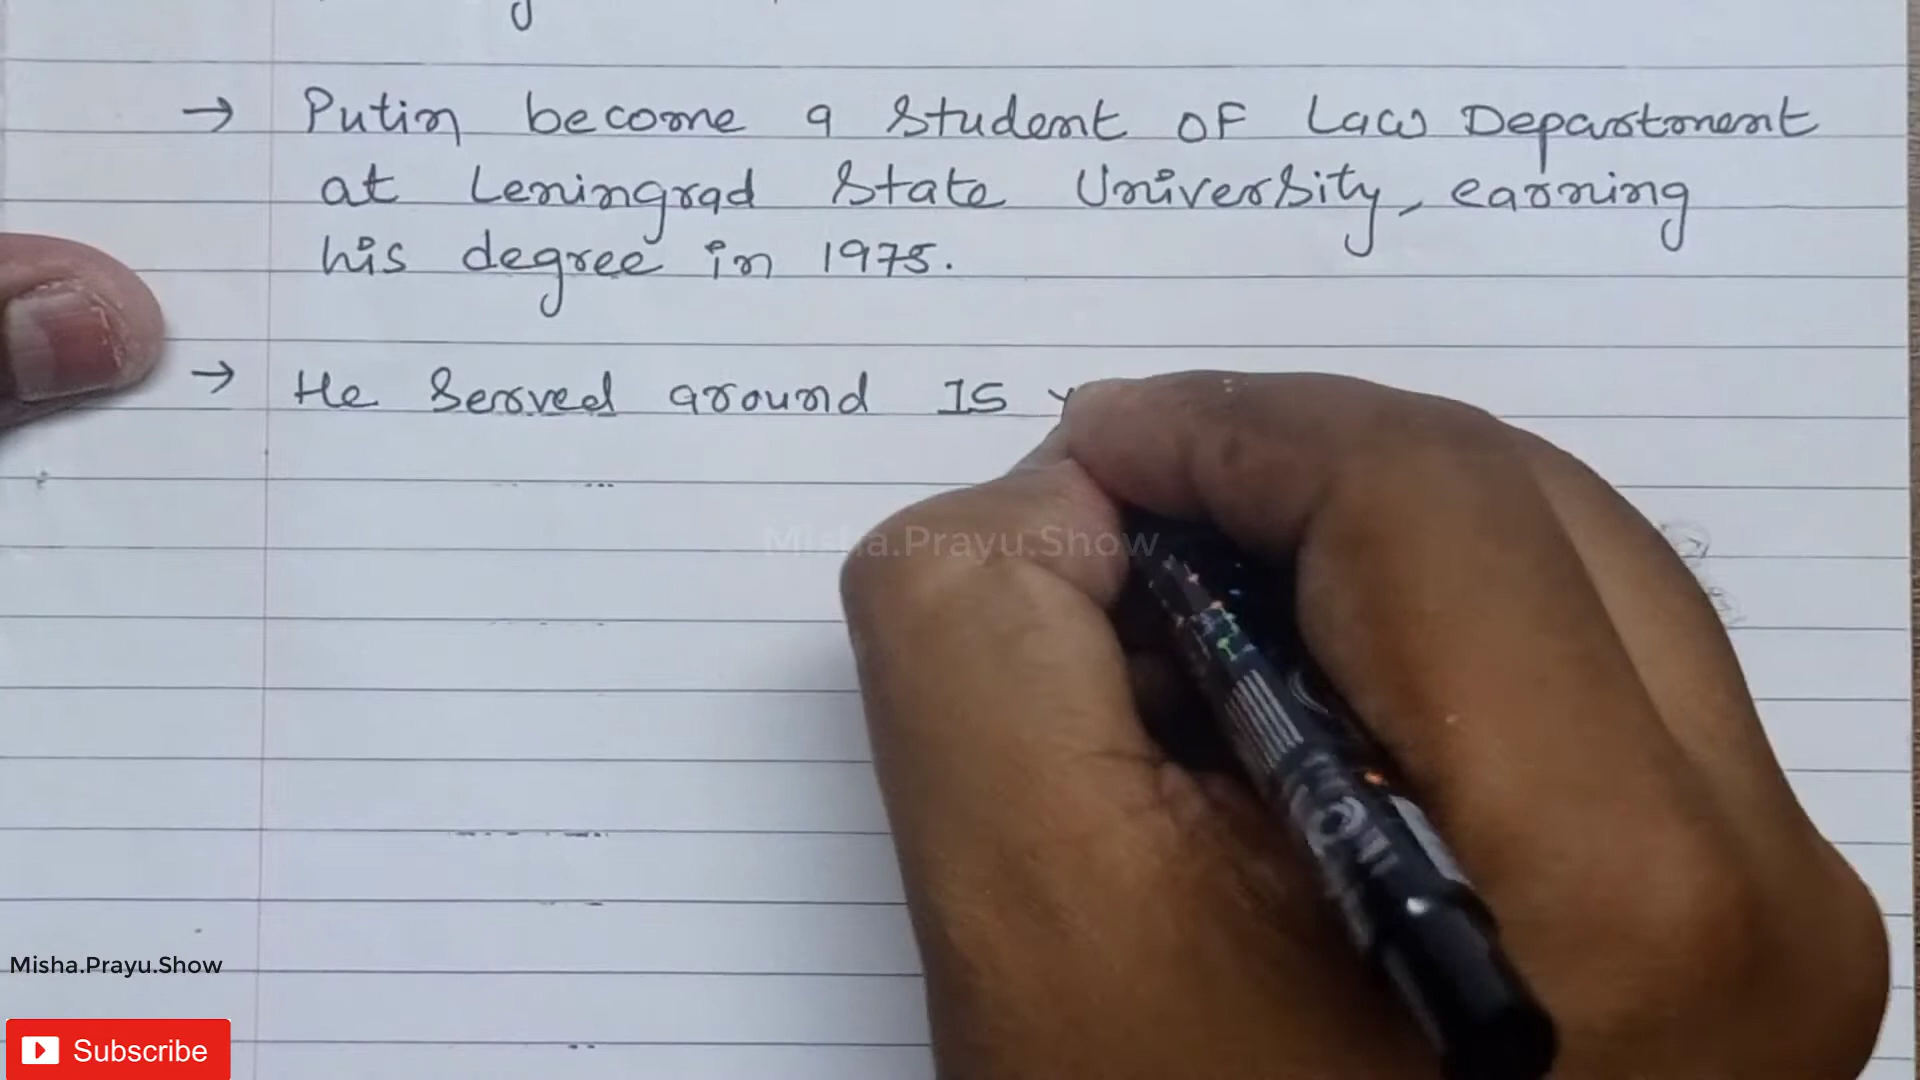 → Putin become a student of Law Department
at Leningrad State University, earning
his degree in 1975.
→ He Served around 15 y
Misha.Prayu.Show
Misha.Prayu.Show
Subscribe